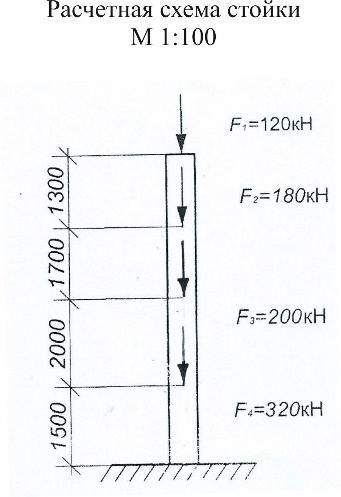 Расчетная схема стойки
М 1:100
F₁=120кН
1300
F₂=180кН
1700
F₃=200кН
2000
F₄=320кН
1500